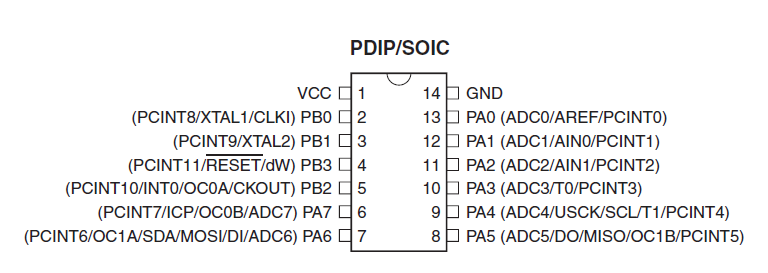 PDIP/SOIC
VCC 1 14 GND
(PCINT8/XTAL1/CLKI) PB0 2 13 PA0 (ADC0/AREF/PCINT0)
(PCINT9/XTAL2) PB1 3 12 PA1 (ADC1/AIN0/PCINT1)
(PCINT11/RESET/dW) PB3 4 11 PA2 (ADC2/AIN1/PCINT2)
(PCINT10/INT0/OC0A/CKOUT) PB2 5 10 PA3 (ADC3/T0/PCINT3)
(PCINT7/ICP/OC0B/ADC7) PA7 6 9 PA4 (ADC4/USCK/SCL/T1/PCINT4)
(PCINT6/OC1A/SDA/MOSI/DI/ADC6) PA6 7 8 PA5 (ADC5/DO/MISO/OC1B/PCINT5)